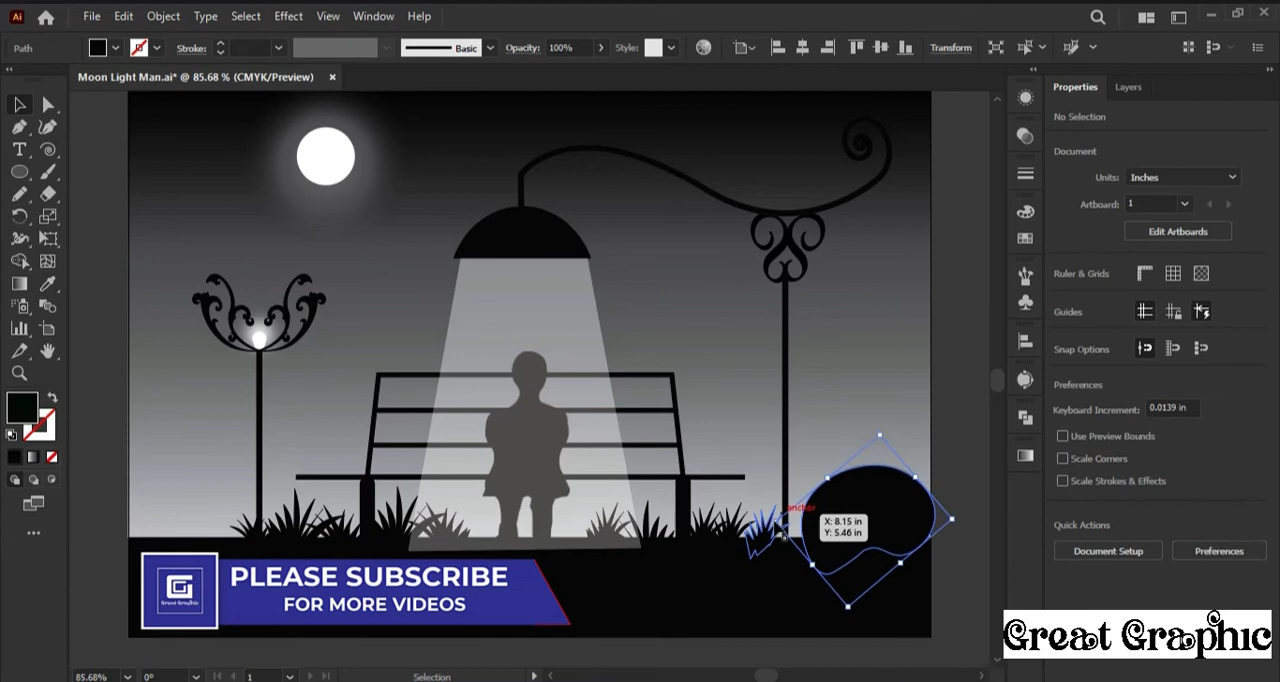 Ai File Edit Object Type Select Effect View Window Help
Path Stroke: Basic Opacity: 100% Style: Transform
Moon Light Man.ai* @ 85.68 % (CMYK/Preview) ×
Properties Layers
No Selection
Document
Units: Inches
Artboard: 1
Edit Artboards
Ruler & Grids
Guides
Snap Options
Preferences
Keyboard Increment: 0.0139 in
Use Preview Bounds
Scale Corners
Scale Strokes & Effects
Quick Actions
Document Setup Preferences
anchor
X: 8.15 in
Y: 5.46 in
G
Great Graphic
PLEASE SUBSCRIBE
FOR MORE VIDEOS
Great Graphic
85.68% 0° 1 Selection